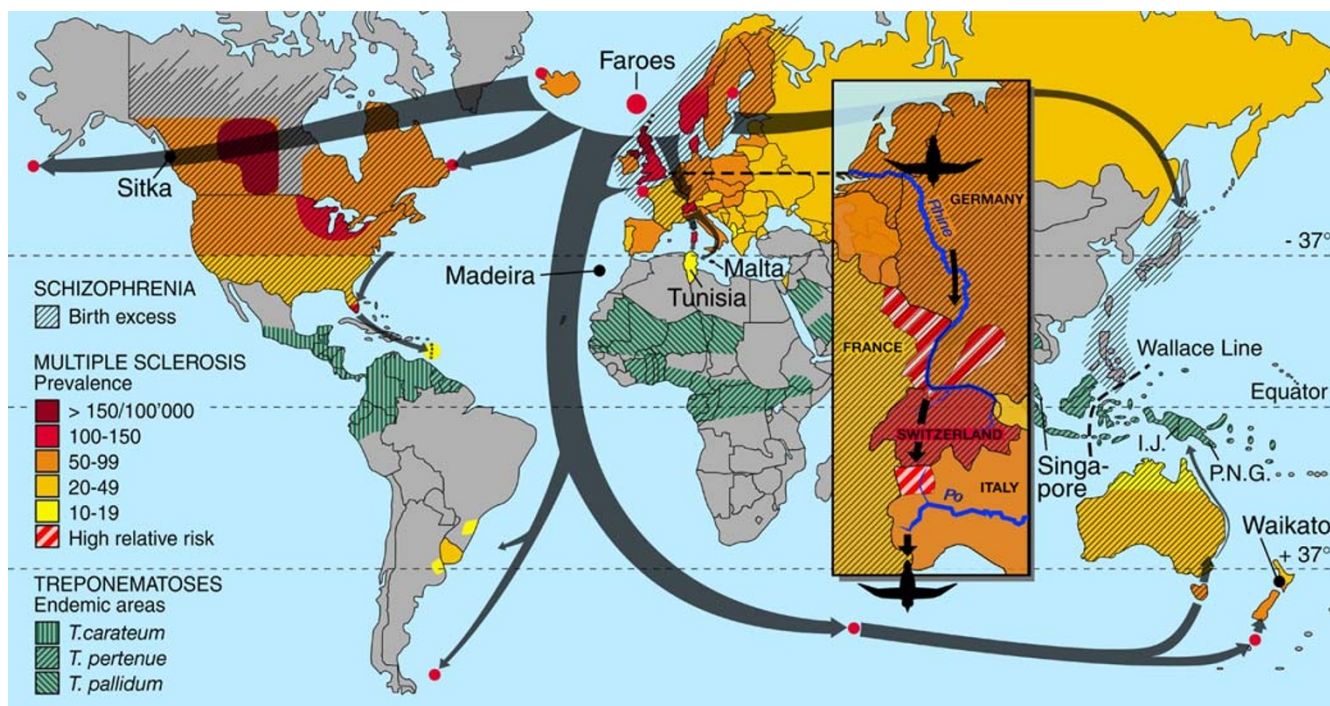 Faroes
Sitka
Madeira
Malta
Tunisia
GERMANY
Rhine
FRANCE
SWITZERLAND
ITALY
Po
- 37°
Wallace Line
Equator
I.J.
P.N.G.
Singa-
pore
Waikato
+ 37°
SCHIZOPHRENIA
Birth excess
MULTIPLE SCLEROSIS
Prevalence
> 150/100'000
100-150
50-99
20-49
10-19
High relative risk
TREPONEMATOSES
Endemic areas
T.carateum
T. pertenue
T. pallidum